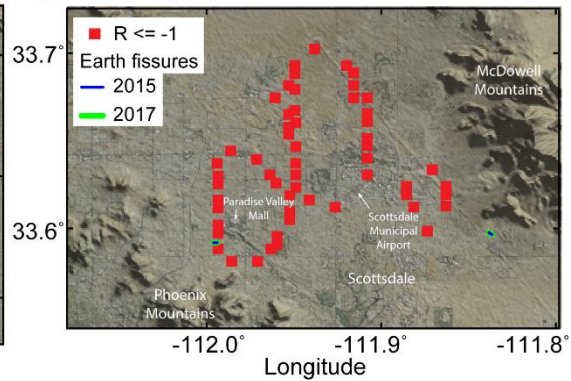 R <= -1
Earth fissures
2015
2017
33.7°
33.6°
McDowell
Mountains
Paradise Valley
Mall
Scottsdale
Municipal
Airport
Scottsdale
Phoenix
Mountains
-112.0°
-111.9°
-111.8°
Longitude